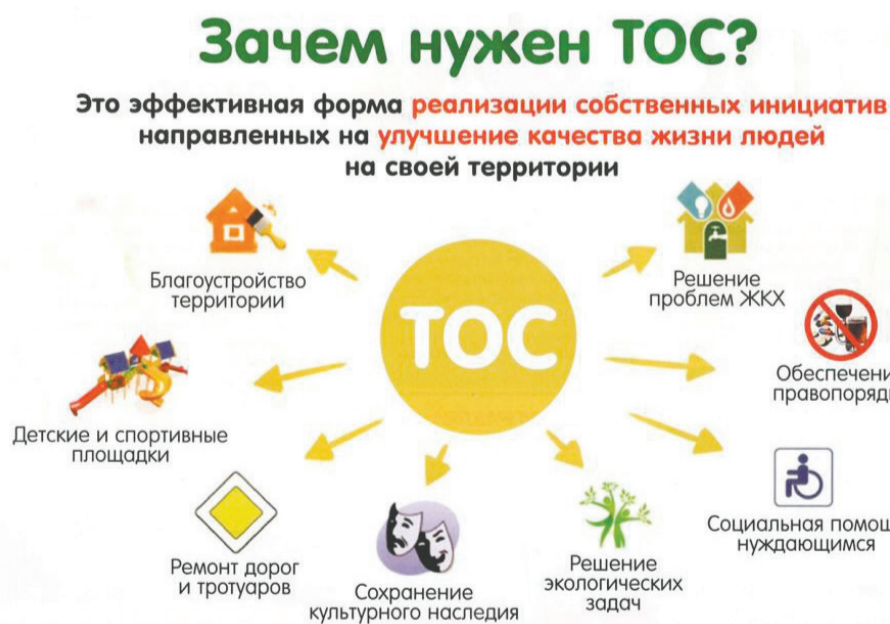 Зачем нужен ТОС?
Это эффективная форма реализации собственных инициатив
направленных на улучшение качества жизни людей
на своей территории
Благоустройство
территории
Решение
проблем ЖКХ
ТОС
Обеспечени
правопорядк
Детские и спортивные
площадки
Социальная помощ
нуждающимся
Ремонт дорог
и тротуаров
Сохранение
культурного наследия
Решение
экологических
задач